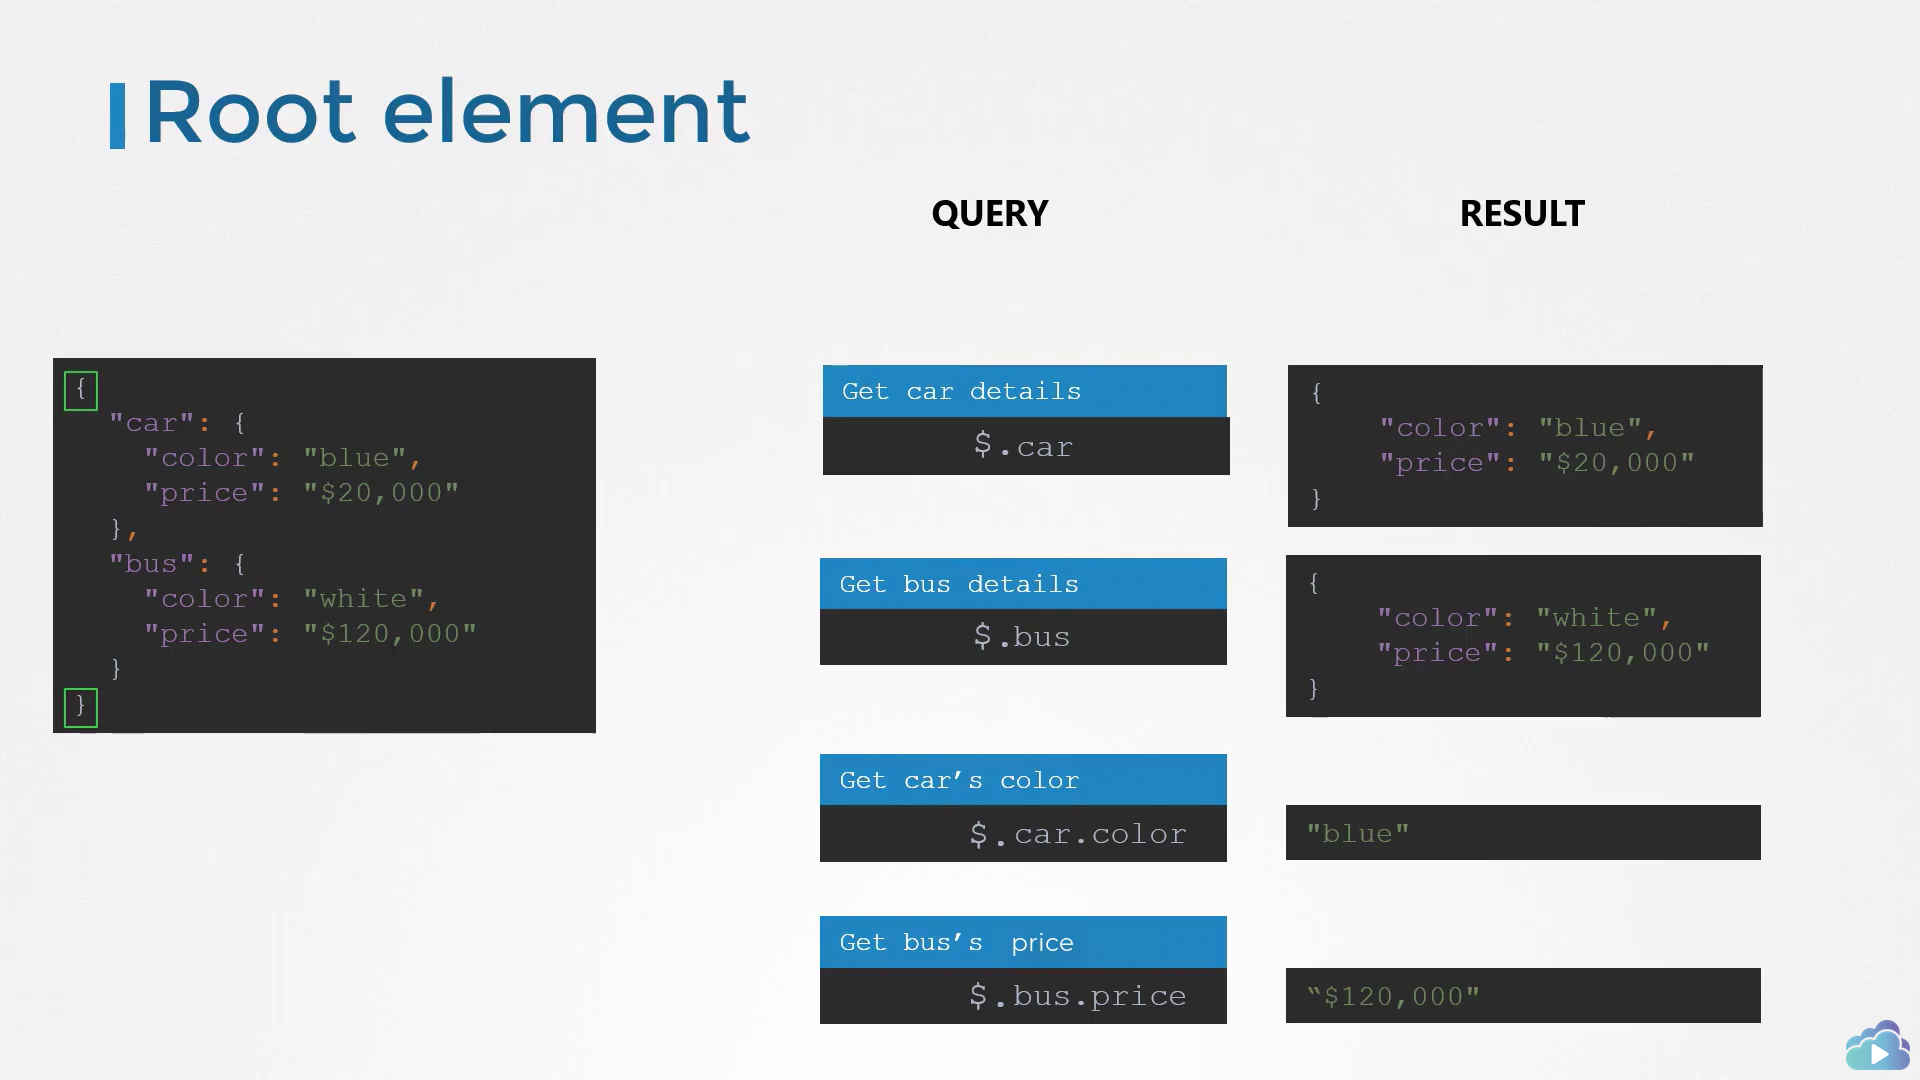 Root element
QUERY
RESULT
{
"car": {
"color": "blue",
"price": "$20,000"
},
"bus": {
"color": "white",
"price": "$120,000"
}
}
Get car details
$.car
{
"color": "blue",
"price": "$20,000"
}
Get bus details
$.bus
{
"color": "white",
"price": "$120,000"
}
Get car’s color
$.car.color
"blue"
Get bus’s price
$.bus.price
“$120,000"